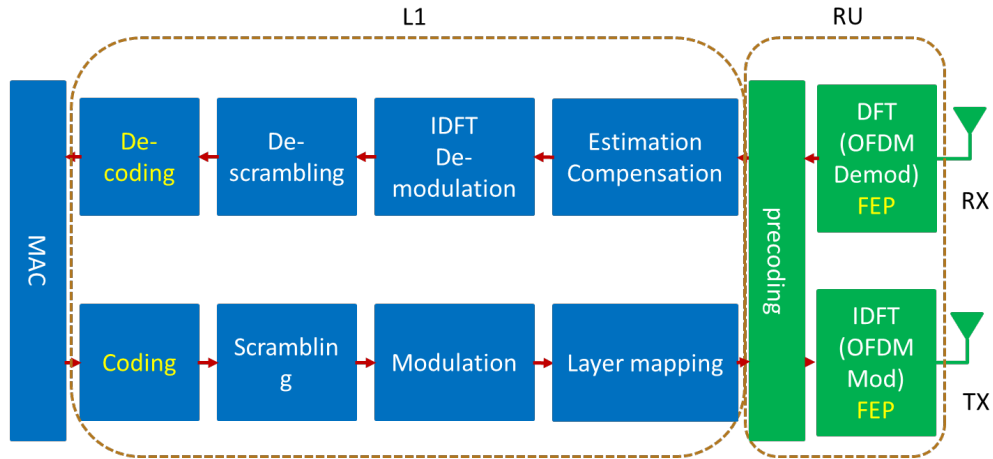 L1
RU
MAC
De-
coding
De-
scrambling
IDFT
De-
modulation
Estimation
Compensation
precoding
DFT
(OFDM
Demod)
FEP
RX
Coding
Scramblin
g
Modulation
Layer mapping
IDFT
(OFDM
Mod)
FEP
TX